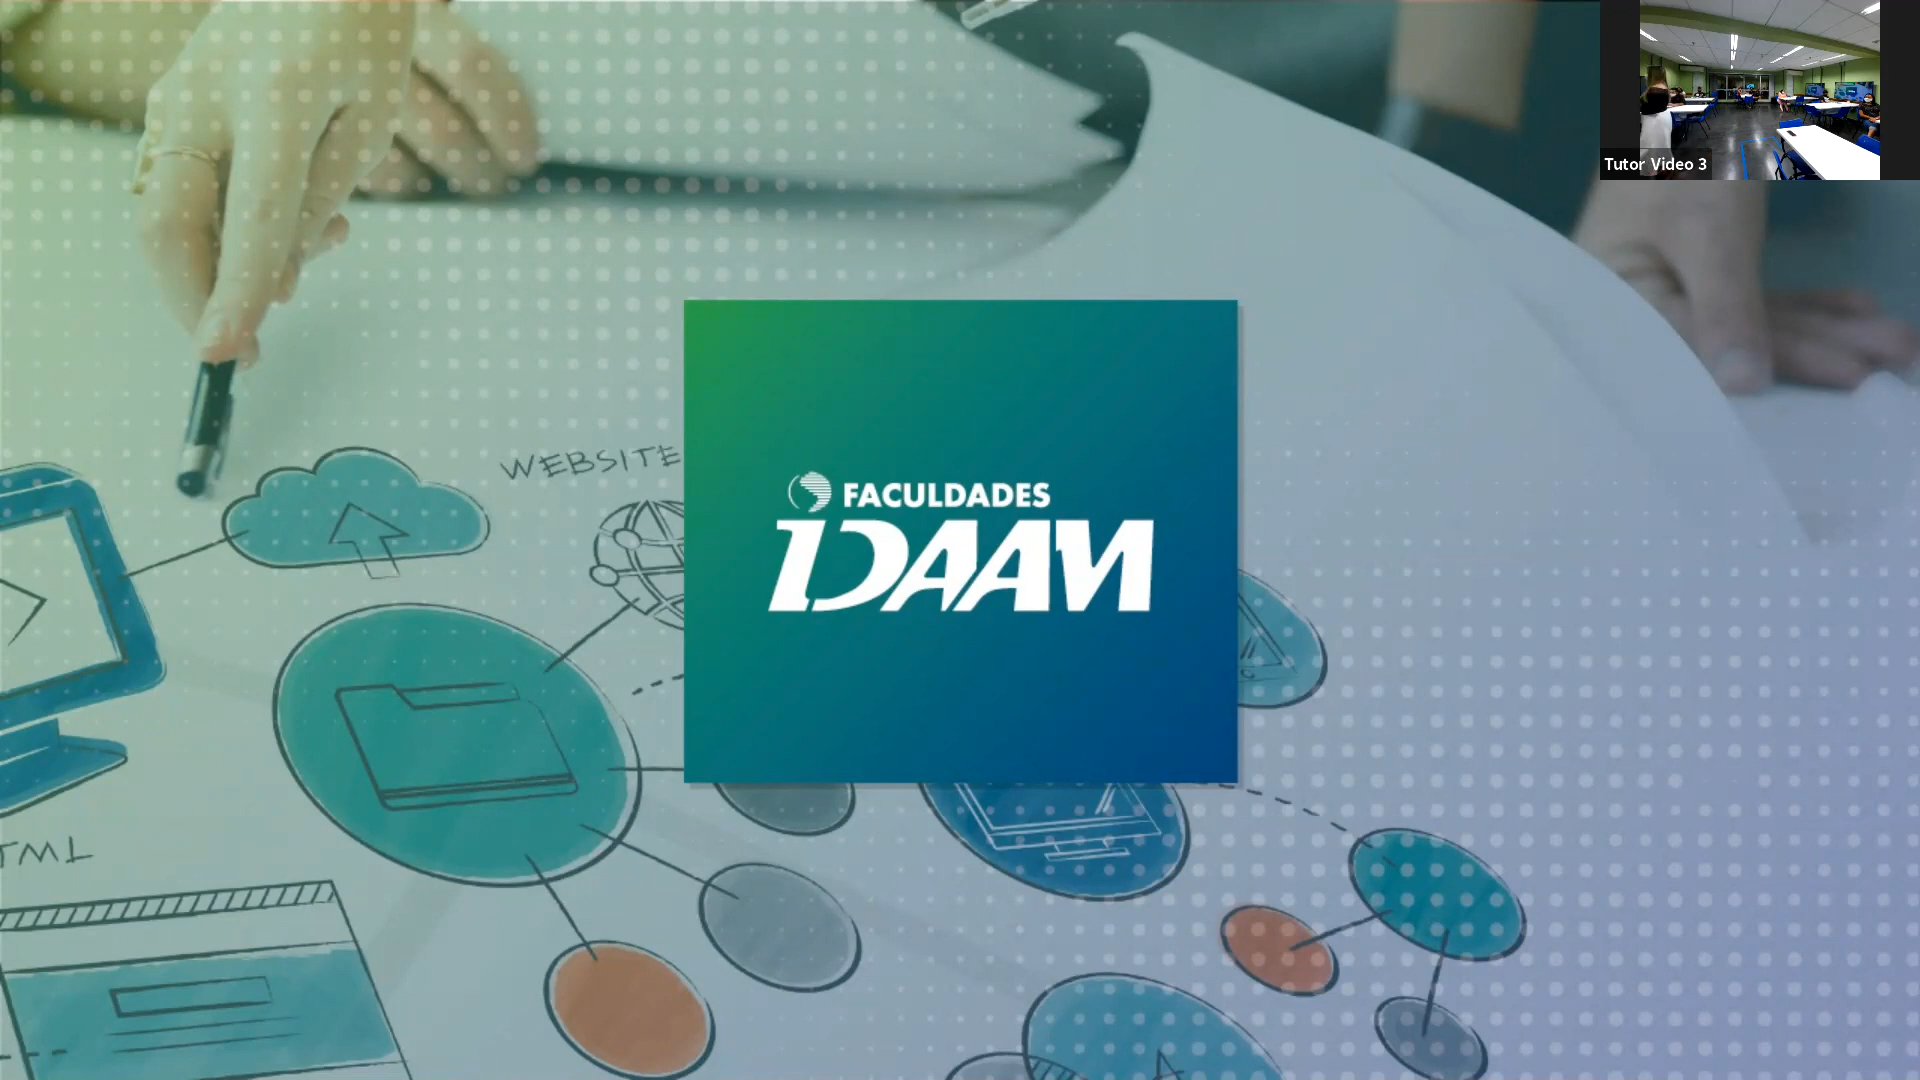 Tutor Video 3
WEBSITE
FACULDADES
IDAAM
TML